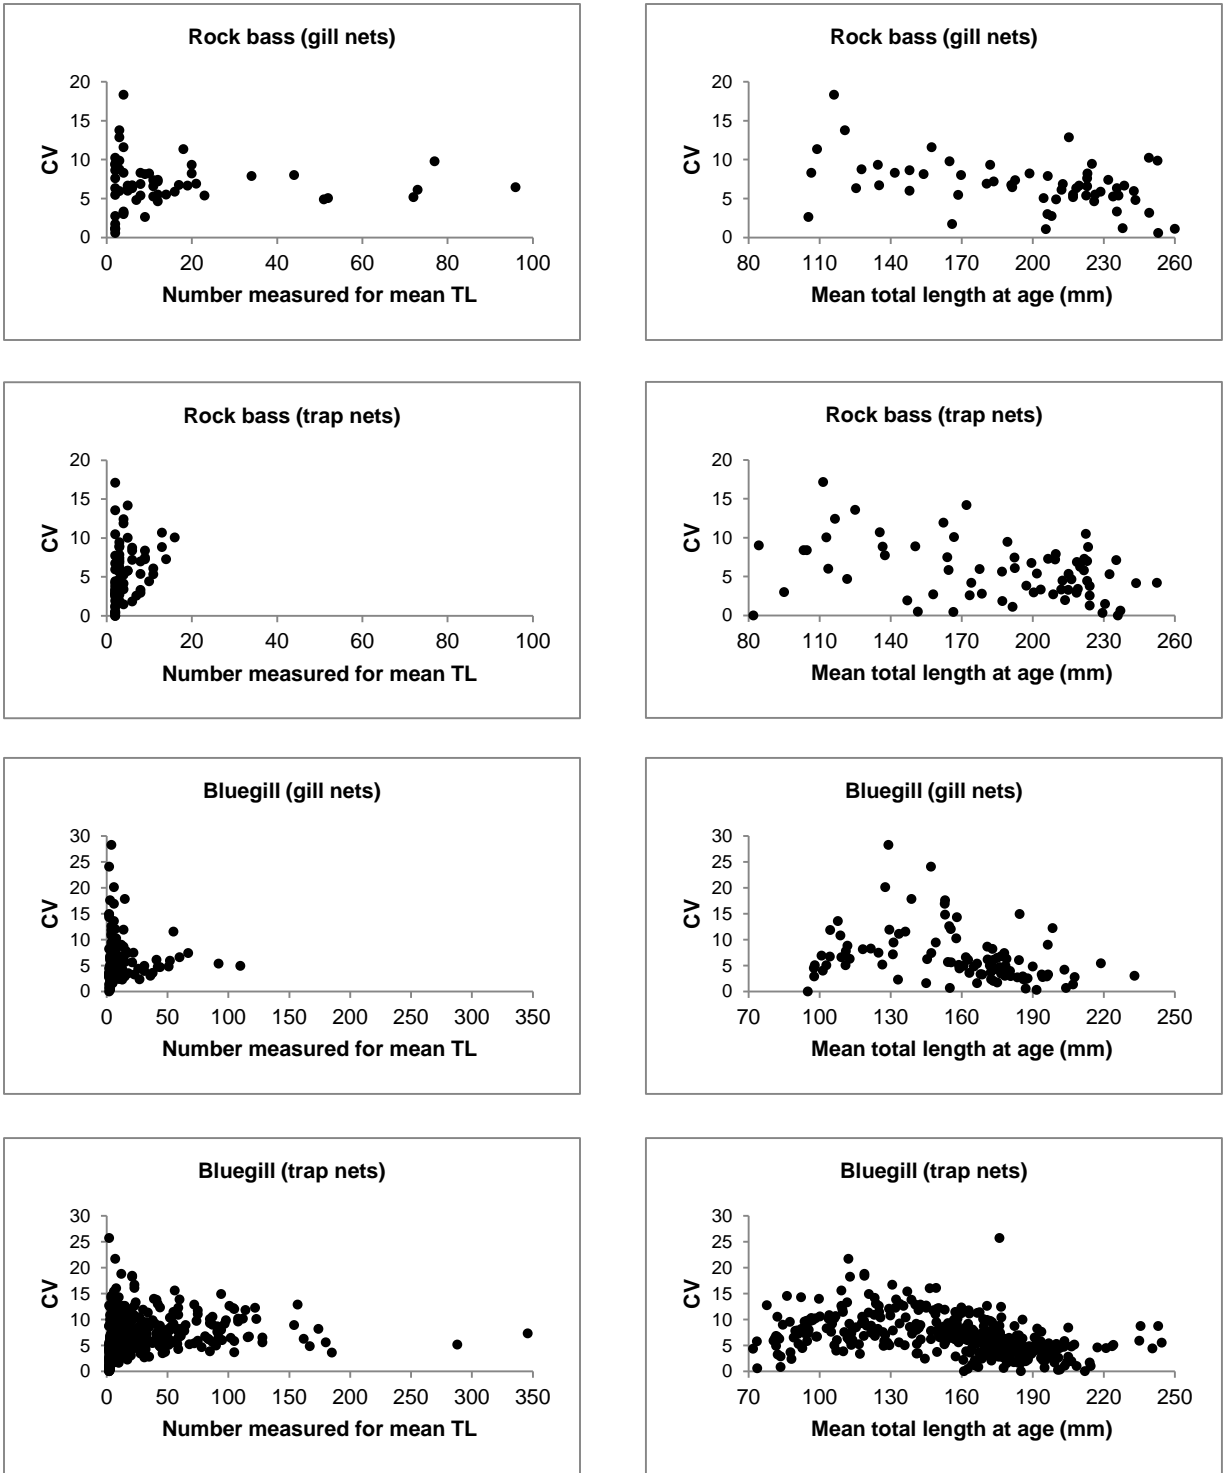 Rock bass (gill nets)
20
15
10
5
0
CV
0 20 40 60 80 100
Number measured for mean TL
Rock bass (gill nets)
20
15
10
5
0
CV
80 110 140 170 200 230 260
Mean total length at age (mm)
Rock bass (trap nets)
20
15
10
5
0
CV
0 20 40 60 80 100
Number measured for mean TL
Rock bass (trap nets)
20
15
10
5
0
CV
80 110 140 170 200 230 260
Mean total length at age (mm)
Bluegill (gill nets)
30
25
20
15
10
5
0
CV
0 50 100 150 200 250 300 350
Number measured for mean TL
Bluegill (gill nets)
30
25
20
15
10
5
0
CV
70 100 130 160 190 220 250
Mean total length at age (mm)
Bluegill (trap nets)
30
25
20
15
10
5
0
CV
0 50 100 150 200 250 300 350
Number measured for mean TL
Bluegill (trap nets)
30
25
20
15
10
5
0
CV
70 100 130 160 190 220 250
Mean total length at age (mm)